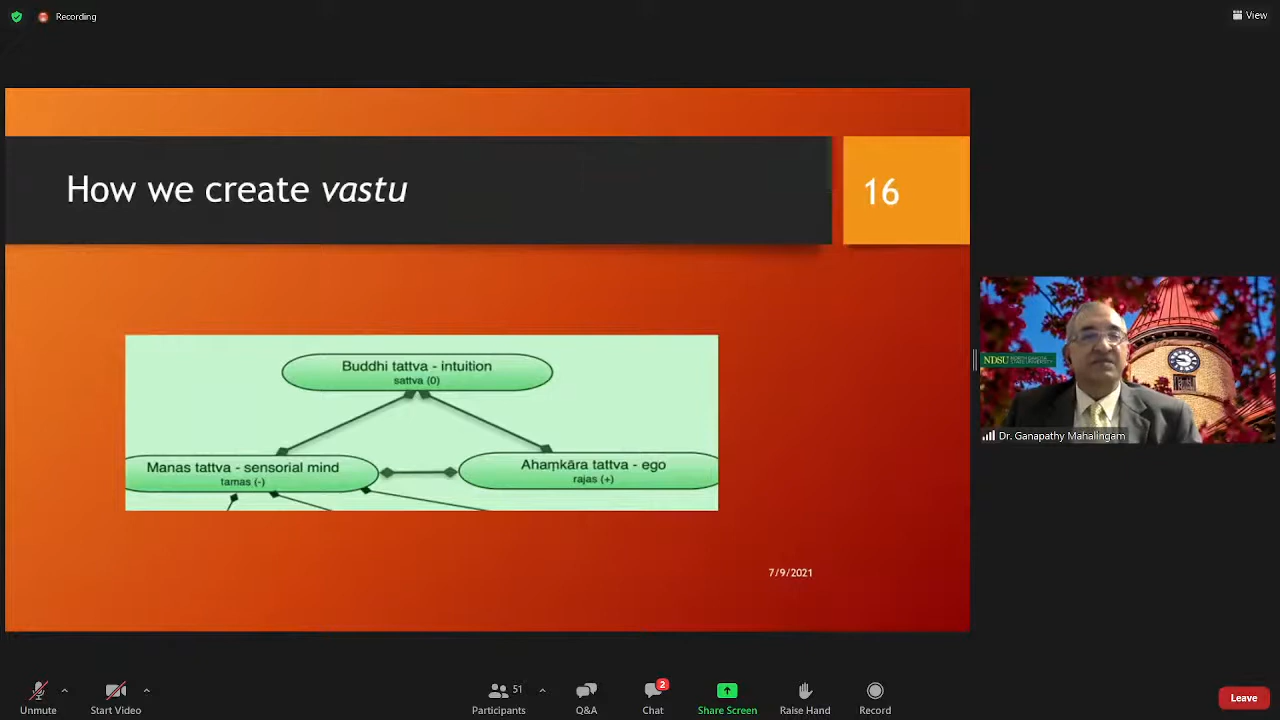 Recording
View
How we create vastu
16
Buddhi tattva - intuition
sattva (0)
Manas tattva - sensorial mind
tamas (-)
Ahaṃkāra tattva - ego
rajas (+)
7/9/2021
NDSU
Dr. Ganapathy Mahalingam
Unmute
Start Video
Participants
51
Q&A
Chat
2
Share Screen
Raise Hand
Record
Leave